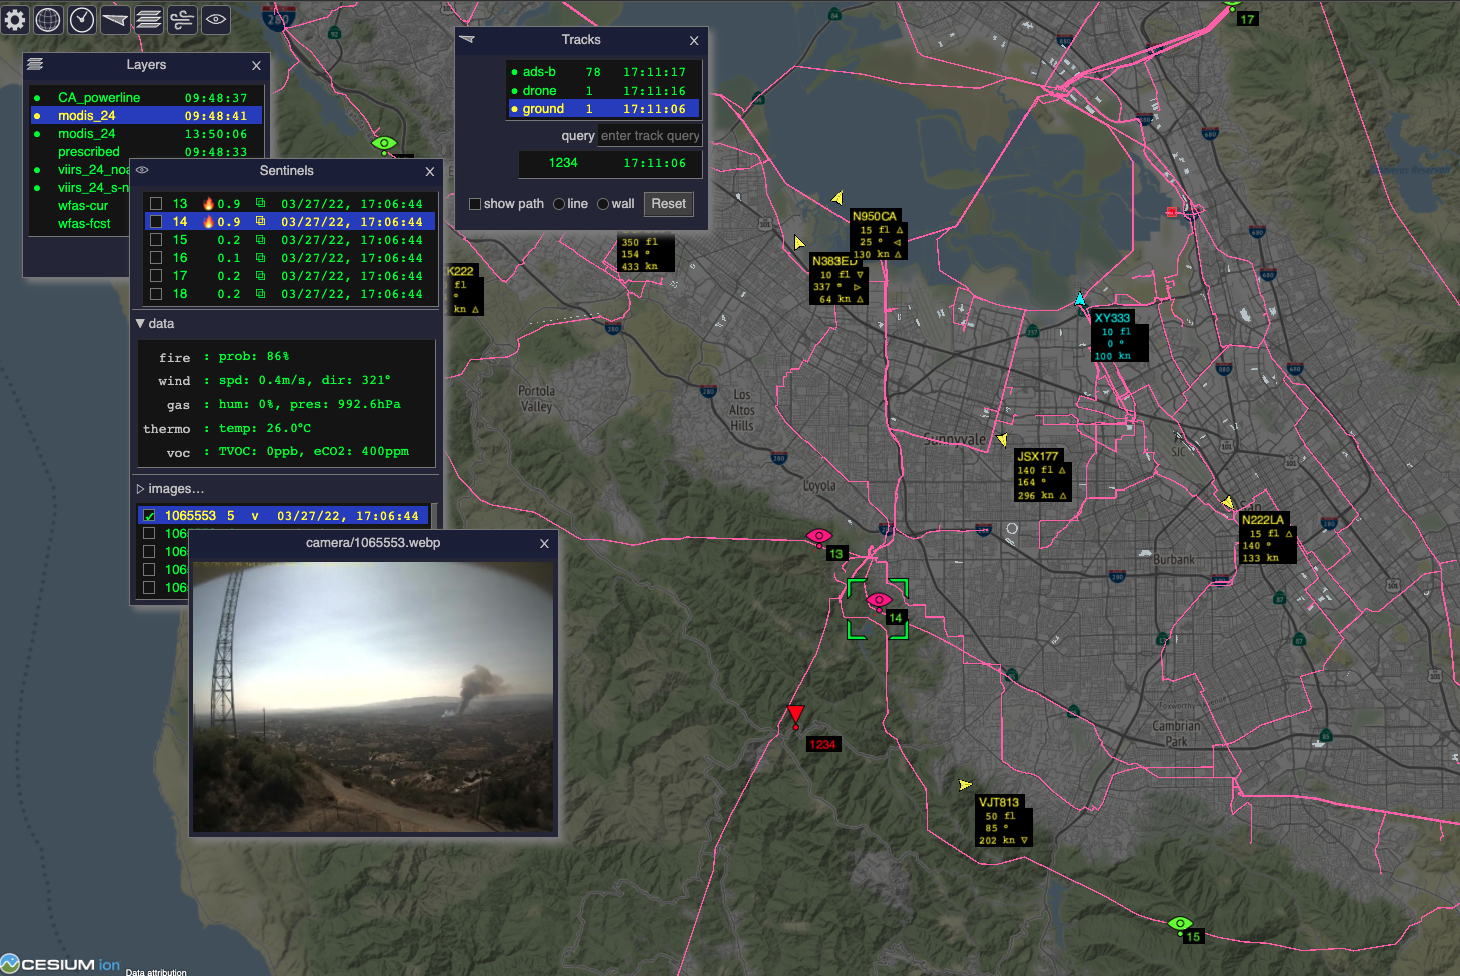 Layers
CA_powerline 09:48:37
modis_24 09:48:41
modis_24 13:50:06
prescribed 09:48:33
viirs_24_noa
viirs_24_s-n
wfas-cur
wfas-fcst
Sentinels
13 0.9 03/27/22, 17:06:44
14 0.9 03/27/22, 17:06:44
15 0.2 03/27/22, 17:06:44
16 0.1 03/27/22, 17:06:44
17 0.2 03/27/22, 17:06:44
18 0.2 03/27/22, 17:06:44
data
fire : prob: 86%
wind : spd: 0.4m/s, dir: 321°
gas : hum: 0%, pres: 992.6hPa
thermo : temp: 26.0°C
voc : TVOC: 0ppb, eCO2: 400ppm
images...
1065553 5 v 03/27/22, 17:06:44
106
106
106
106
camera/1065553.webp
Tracks
ads-b 78 17:11:17
drone 1 17:11:16
ground 1 17:11:06
query enter track query
1234 17:11:06
show path line wall Reset
17
N950CA
15 fl
25 °
130 kn
N383ED
10 fl
337 °
64 kn
350 fl
154 °
433 kn
K222
fl
°
kn
XY333
10 fl
0 °
100 kn
JSX177
140 fl
164 °
296 kn
N222LA
15 fl
140 °
133 kn
VJT813
50 fl
85 °
202 kn
13
14
1234
15
Portola
Valley
Los
Altos
Hills
Loyola
Sunnyvale
SJC
Burbank
Cambrian
Park
280
CESIUM ion
Data attribution